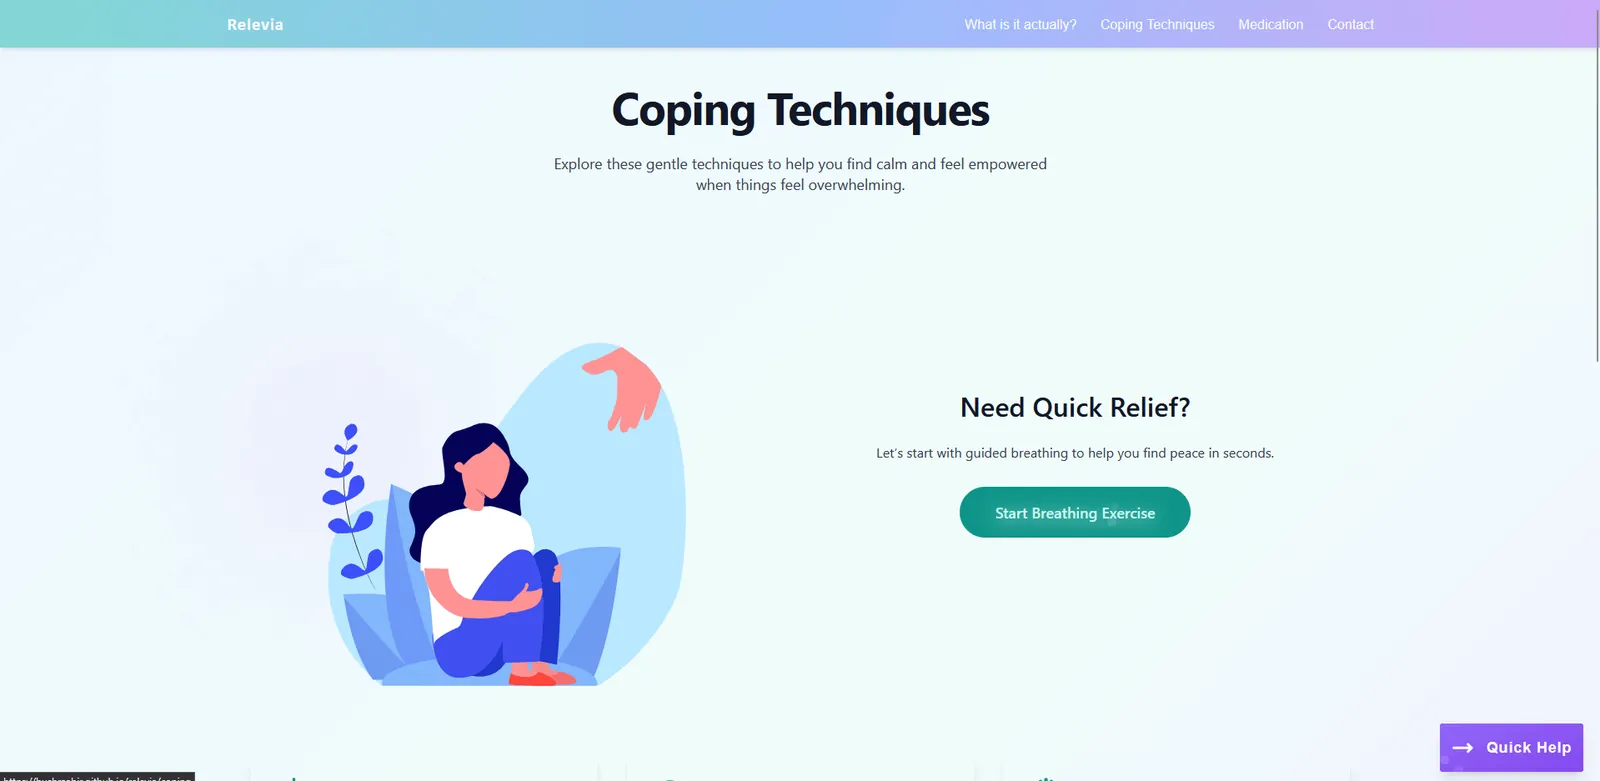 Relevia
What is it actually?
Coping Techniques
Medication
Contact
Coping Techniques
Explore these gentle techniques to help you find calm and feel empowered
when things feel overwhelming.
Need Quick Relief?
Let's start with guided breathing to help you find peace in seconds.
Start Breathing Exercise
→ Quick Help